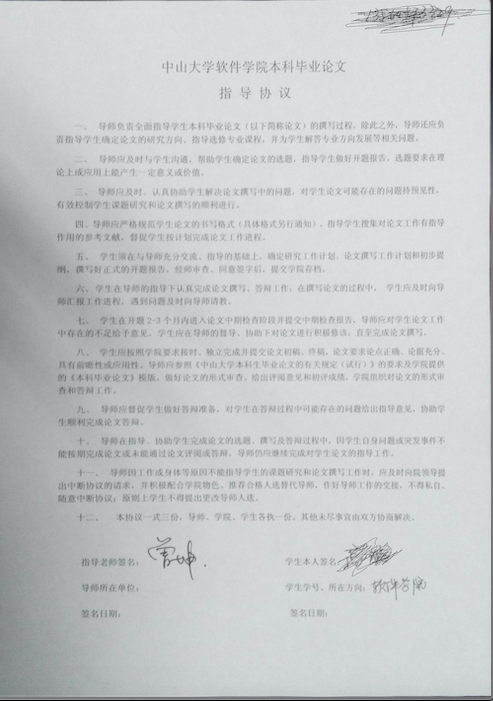 中山大学软件学院本科毕业论文
指 导 协 议
一、 导师负责全面指导学生本科毕业论文（以下简称论文）的撰写过程，除此之外，导师还应负
责指导学生确定论文的研究方向、指导选修专业课程，并为学生解答专业方向发展等相关问题。
二、 导师应及时与学生沟通，帮助学生确定论文的选题，指导学生做好开题报告，选题要求在理
论上或应用上能产生一定意义或价值。
三、 导师应及时、认真协助学生解决论文撰写中的问题，对学生论文可能存在的问题持预见性，
有效控制学生课题研究和论文撰写的顺利进行。
四、导师应严格规范学生论文的书写格式（具体格式另行通知），指导学生搜集对论文工作有指导
作用的参考文献，督促学生按计划完成论文工作进程。
五、 学生须在与导师充分交流、指导的基础上，确定研究工作计划、论文撰写工作计划和初步提
纲，撰写好正式的开题报告，经师审查、同意签字后，提交学院存档。
六、 学生在导师的指导下认真完成论文撰写、答辩工作；在撰写论文的过程中， 学生应及时向导
师汇报工作进程，遇到问题及时向导师请教。
七、 学生在开题 2-3 个月内进入论文中期检查阶段并提交中期检查报告，导师应对学生论文工作
中存在的不足给予意见，学生应在导师的督导、协助下对论文进行积极修改，直至完成论文撰写。
八、 学生应按照学院要求按时、独立完成并提交论文初稿、终稿。论文要求论点正确、论据充分、
具有前瞻性或应用性。导师应参照《中山大学本科生毕业论文的有关规定（试行）》的要求及学院提供
的《本科毕业论文》模版，做好论文的形式审查、给出评阅意见和初评成绩，学院组织对论文的形式审
查和答辩工作。
九、 导师应督促学生做好答辩准备，对学生在答辩过程中可能存在的问题给出指导意见，协助学
生顺利完成论文答辩。
十、 导师在指导、协助学生完成论文的选题、撰写及答辩过程中，因学生自身问题或突发事件不
能按期完成论文或未能通过论文评阅或答辩，导师仍应继续完成对学生论文的指导工作。
十一、 导师因工作或身体等原因不能指导学生的课题研究和论文撰写工作时，应及时向院领导提
出中断协议的请求，并积极配合学院物色、推荐合格人选替代导师，作好导师工作的交接，不得私自、
随意中断协议；原则上学生不得提出更改导师人选。
十二、 本协议一式三份，导师、学院、学生各执一份。其他未尽事宜由双方协商解决。
指导老师签名： 曾坤 学生本人签名：
导师所在单位： 学生学号、所在方向： 软件学院
签名日期： 签名日期：